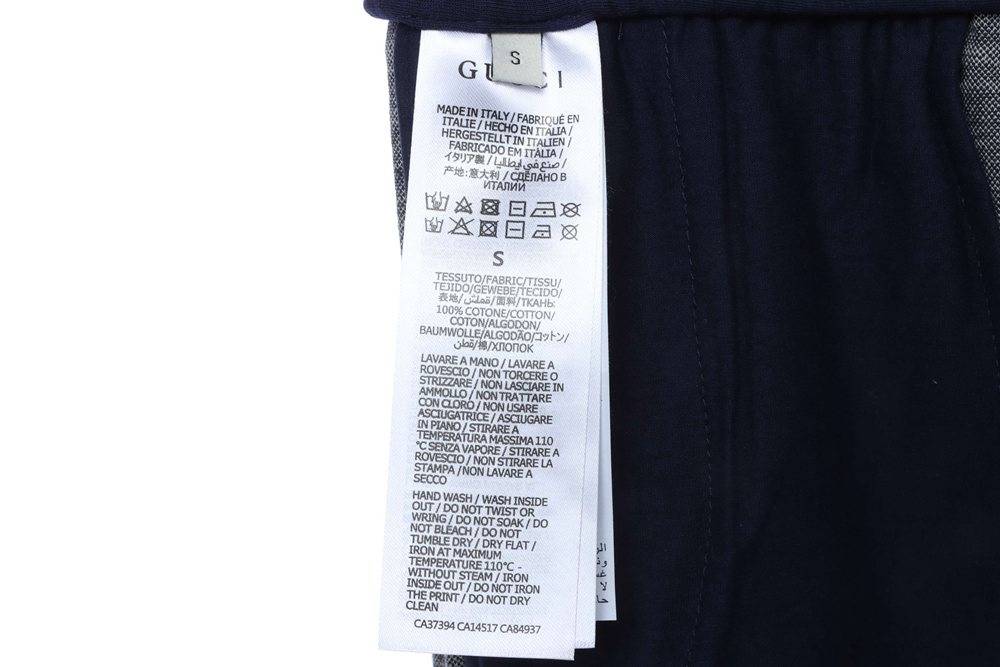 S
GUCCI
MADE IN ITALY / FABRIQUÉ EN
ITALIE / HECHO EN ITALIA /
HERGESTELLT IN ITALIEN /
FABRICADO EM ITÁLIA /
イタリア製 / صنع في إيطاليا /
产地：意大利 / СДЕЛАНО В
ИТАЛИИ
S
TESSUTO/FABRIC/TISSU/
TEJIDO/GEWEBE/TECIDO/
表地/قماش/面料/ТКАНЬ:
100% COTONE/COTTON/
COTON/ALGODON/
BAUMWOLLE/ALGODÃO/コットン/
قطن/棉/ХЛОПОК
LAVARE A MANO / LAVARE A
ROVESCIO / NON TORCERE O
STRIZZARE / NON LASCIARE IN
AMMOLLO / NON TRATTARE
CON CLORO / NON USARE
ASCIUGATRICE / ASCIUGARE
IN PIANO / STIRARE A
TEMPERATURA MASSIMA 110
°C SENZA VAPORE / STIRARE A
ROVESCIO / NON STIRARE LA
STAMPA / NON LAVARE A
SECCO
HAND WASH / WASH INSIDE
OUT / DO NOT TWIST OR
WRING / DO NOT SOAK / DO
NOT BLEACH / DO NOT
TUMBLE DRY / DRY FLAT /
IRON AT MAXIMUM
TEMPERATURE 110°C -
WITHOUT STEAM / IRON
INSIDE OUT / DO NOT IRON
THE PRINT / DO NOT DRY
CLEAN
CA37394 CA14517 CA84937